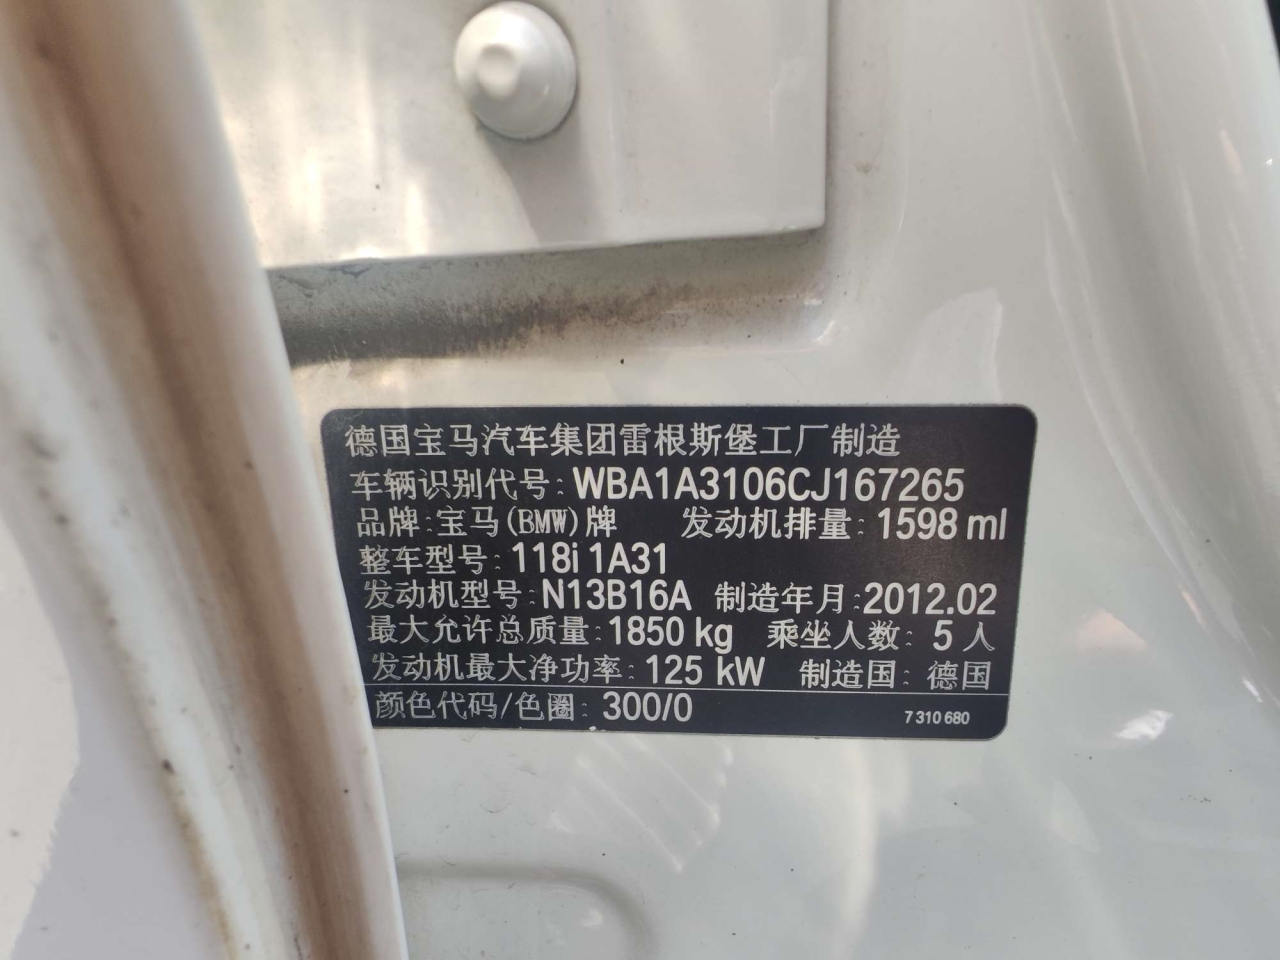 德国宝马汽车集团雷根斯堡工厂制造
车辆识别代号: WBA1A3106CJ167265
品牌: 宝马(BMW)牌 发动机排量: 1598 ml
整车型号: 118i 1A31
发动机型号: N13B16A 制造年月: 2012.02
最大允许总质量: 1850 kg 乘坐人数: 5 人
发动机最大净功率: 125 kW 制造国: 德国
颜色代码/色圈: 300/0 7 310 680